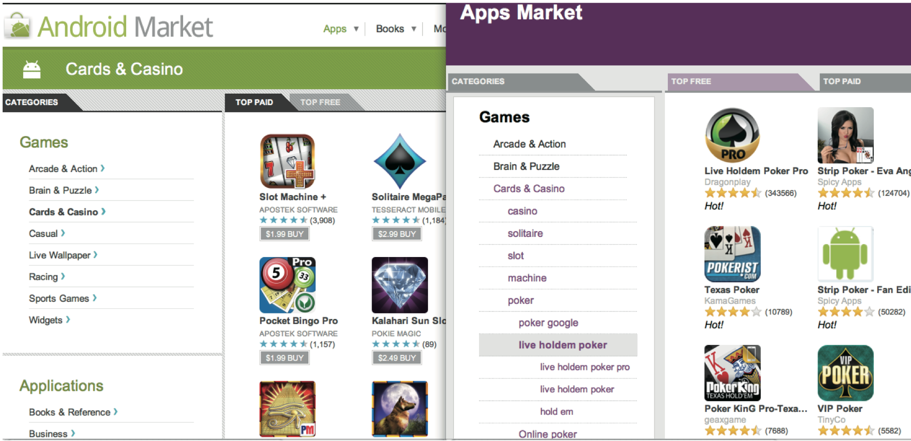 Android Market
Apps ▾
Books ▾
Mo
Cards & Casino
CATEGORIES
TOP PAID
TOP FREE
Games
Arcade & Action ›
Brain & Puzzle ›
Cards & Casino ›
Casual ›
Live Wallpaper ›
Racing ›
Sports Games ›
Widgets ›
Applications
Books & Reference ›
Business ›
Slot Machine +
APOSTEK SOFTWARE
(3,908)
$1.99 BUY
Solitaire MegaPa
TESSERACT MOBILE
(1,184
$2.99 BUY
Pro
5
33
Pocket Bingo Pro
APOSTEK SOFTWARE
(1,157)
$1.99 BUY
Kalahari Sun Slo
POKIE MAGIC
(89)
$2.49 BUY
PM
Apps Market
CATEGORIES
TOP FREE
TOP PAID
Games
Arcade & Action
Brain & Puzzle
Cards & Casino
casino
solitaire
slot
machine
poker
poker google
live holdem poker
live holdem poker pro
live holdem poker
hold em
Online poker
PRO
Live Holdem Poker Pro
Dragonplay
(343566)
Hot!
Strip Poker - Eva Ang
Spicy Apps
(124704)
Hot!
POKERIST.COM
Texas Poker
KamaGames
(10789)
Hot!
Strip Poker - Fan Edi
Spicy Apps
(50282)
Hot!
PokerKinG
TEXAS HOLD'EM
Poker KinG Pro-Texa...
geaxgame
(7688)
VIP
POKER
VIP Poker
TinyCo
(5582)